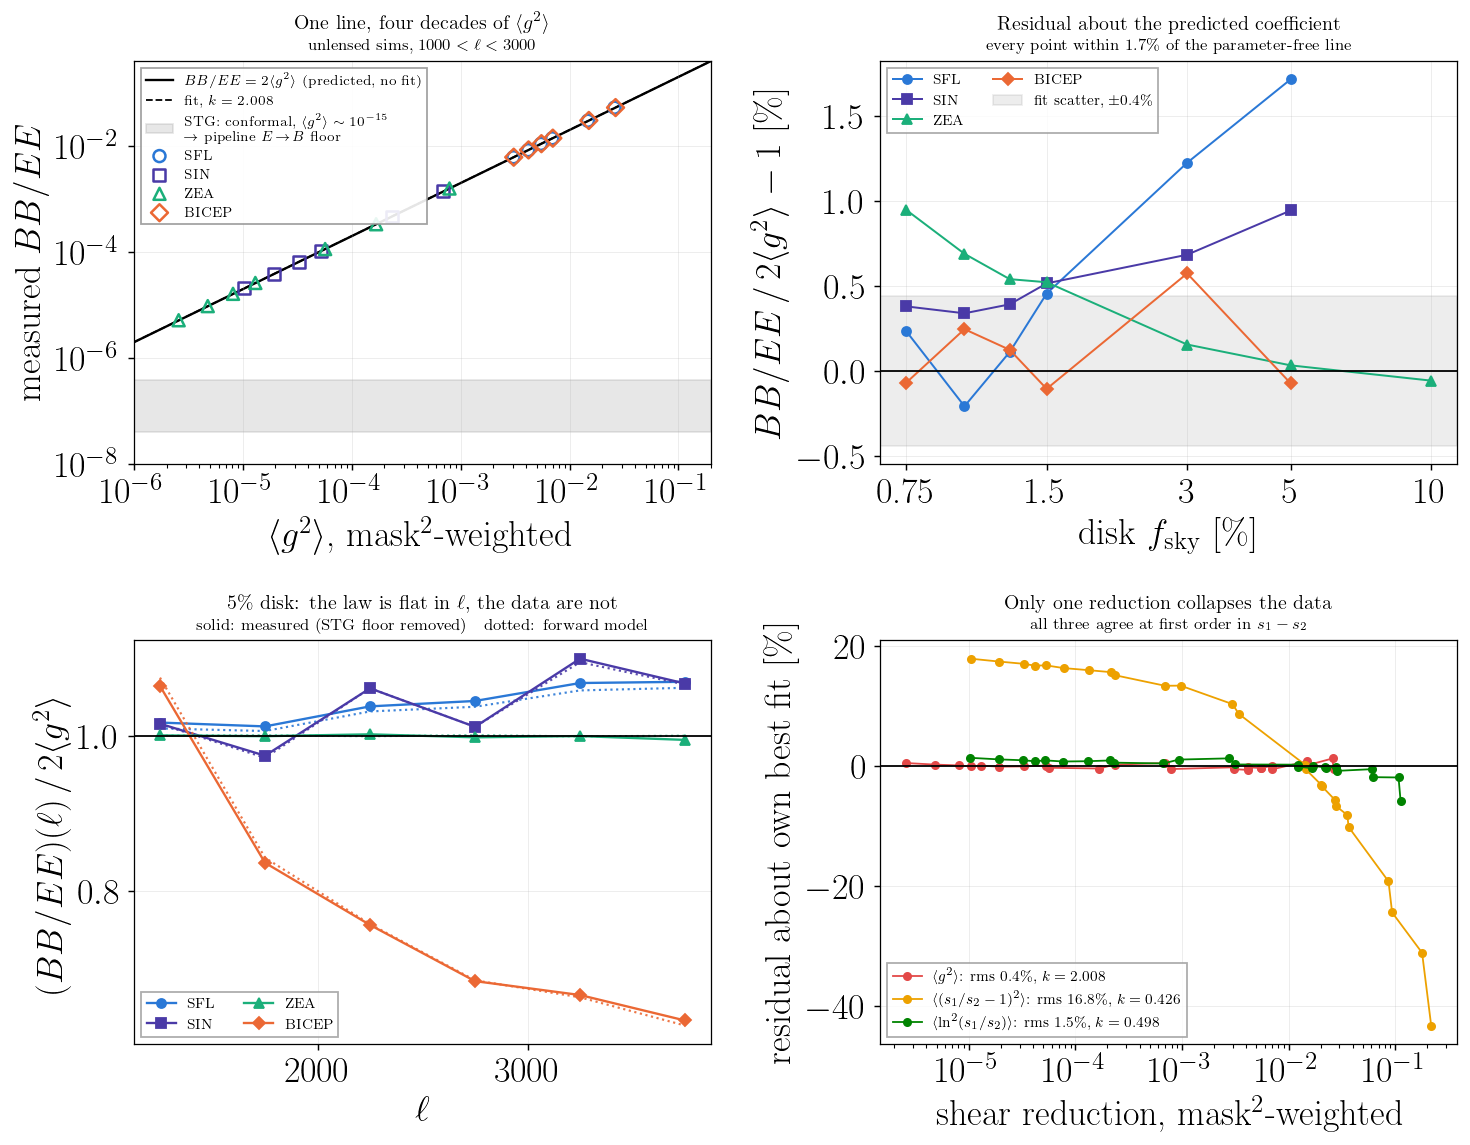 One line, four decades of ⟨g²⟩
unlensed sims, 1000 < ℓ < 3000
BB/EE = 2⟨g²⟩ (predicted, no fit)
fit, k = 2.008
STG: conformal, ⟨g²⟩ ~ 10⁻¹⁵
→ pipeline E→B floor
SFL
SIN
ZEA
BICEP
measured BB/EE
10⁻²
10⁻⁴
10⁻⁶
10⁻⁸
10⁻⁶ 10⁻⁵ 10⁻⁴ 10⁻³ 10⁻² 10⁻¹
⟨g²⟩, mask²-weighted
Residual about the predicted coefficient
every point within 1.7% of the parameter-free line
SFL BICEP
SIN fit scatter, ±0.4%
ZEA
BB/EE / 2⟨g²⟩ − 1 [%]
1.5
1.0
0.5
0.0
−0.5
0.75 1.5 3 5 10
disk f_sky [%]
5% disk: the law is flat in ℓ, the data are not
solid: measured (STG floor removed) dotted: forward model
(BB/EE)(ℓ) / 2⟨g²⟩
1.0
0.8
SFL ZEA
SIN BICEP
2000 3000
ℓ
Only one reduction collapses the data
all three agree at first order in s₁ − s₂
residual about own best fit [%]
20
0
−20
−40
⟨g²⟩: rms 0.4%, k = 2.008
⟨(s₁/s₂ − 1)²⟩: rms 16.8%, k = 0.426
⟨ln²(s₁/s₂)⟩: rms 1.5%, k = 0.498
10⁻⁵ 10⁻⁴ 10⁻³ 10⁻² 10⁻¹
shear reduction, mask²-weighted